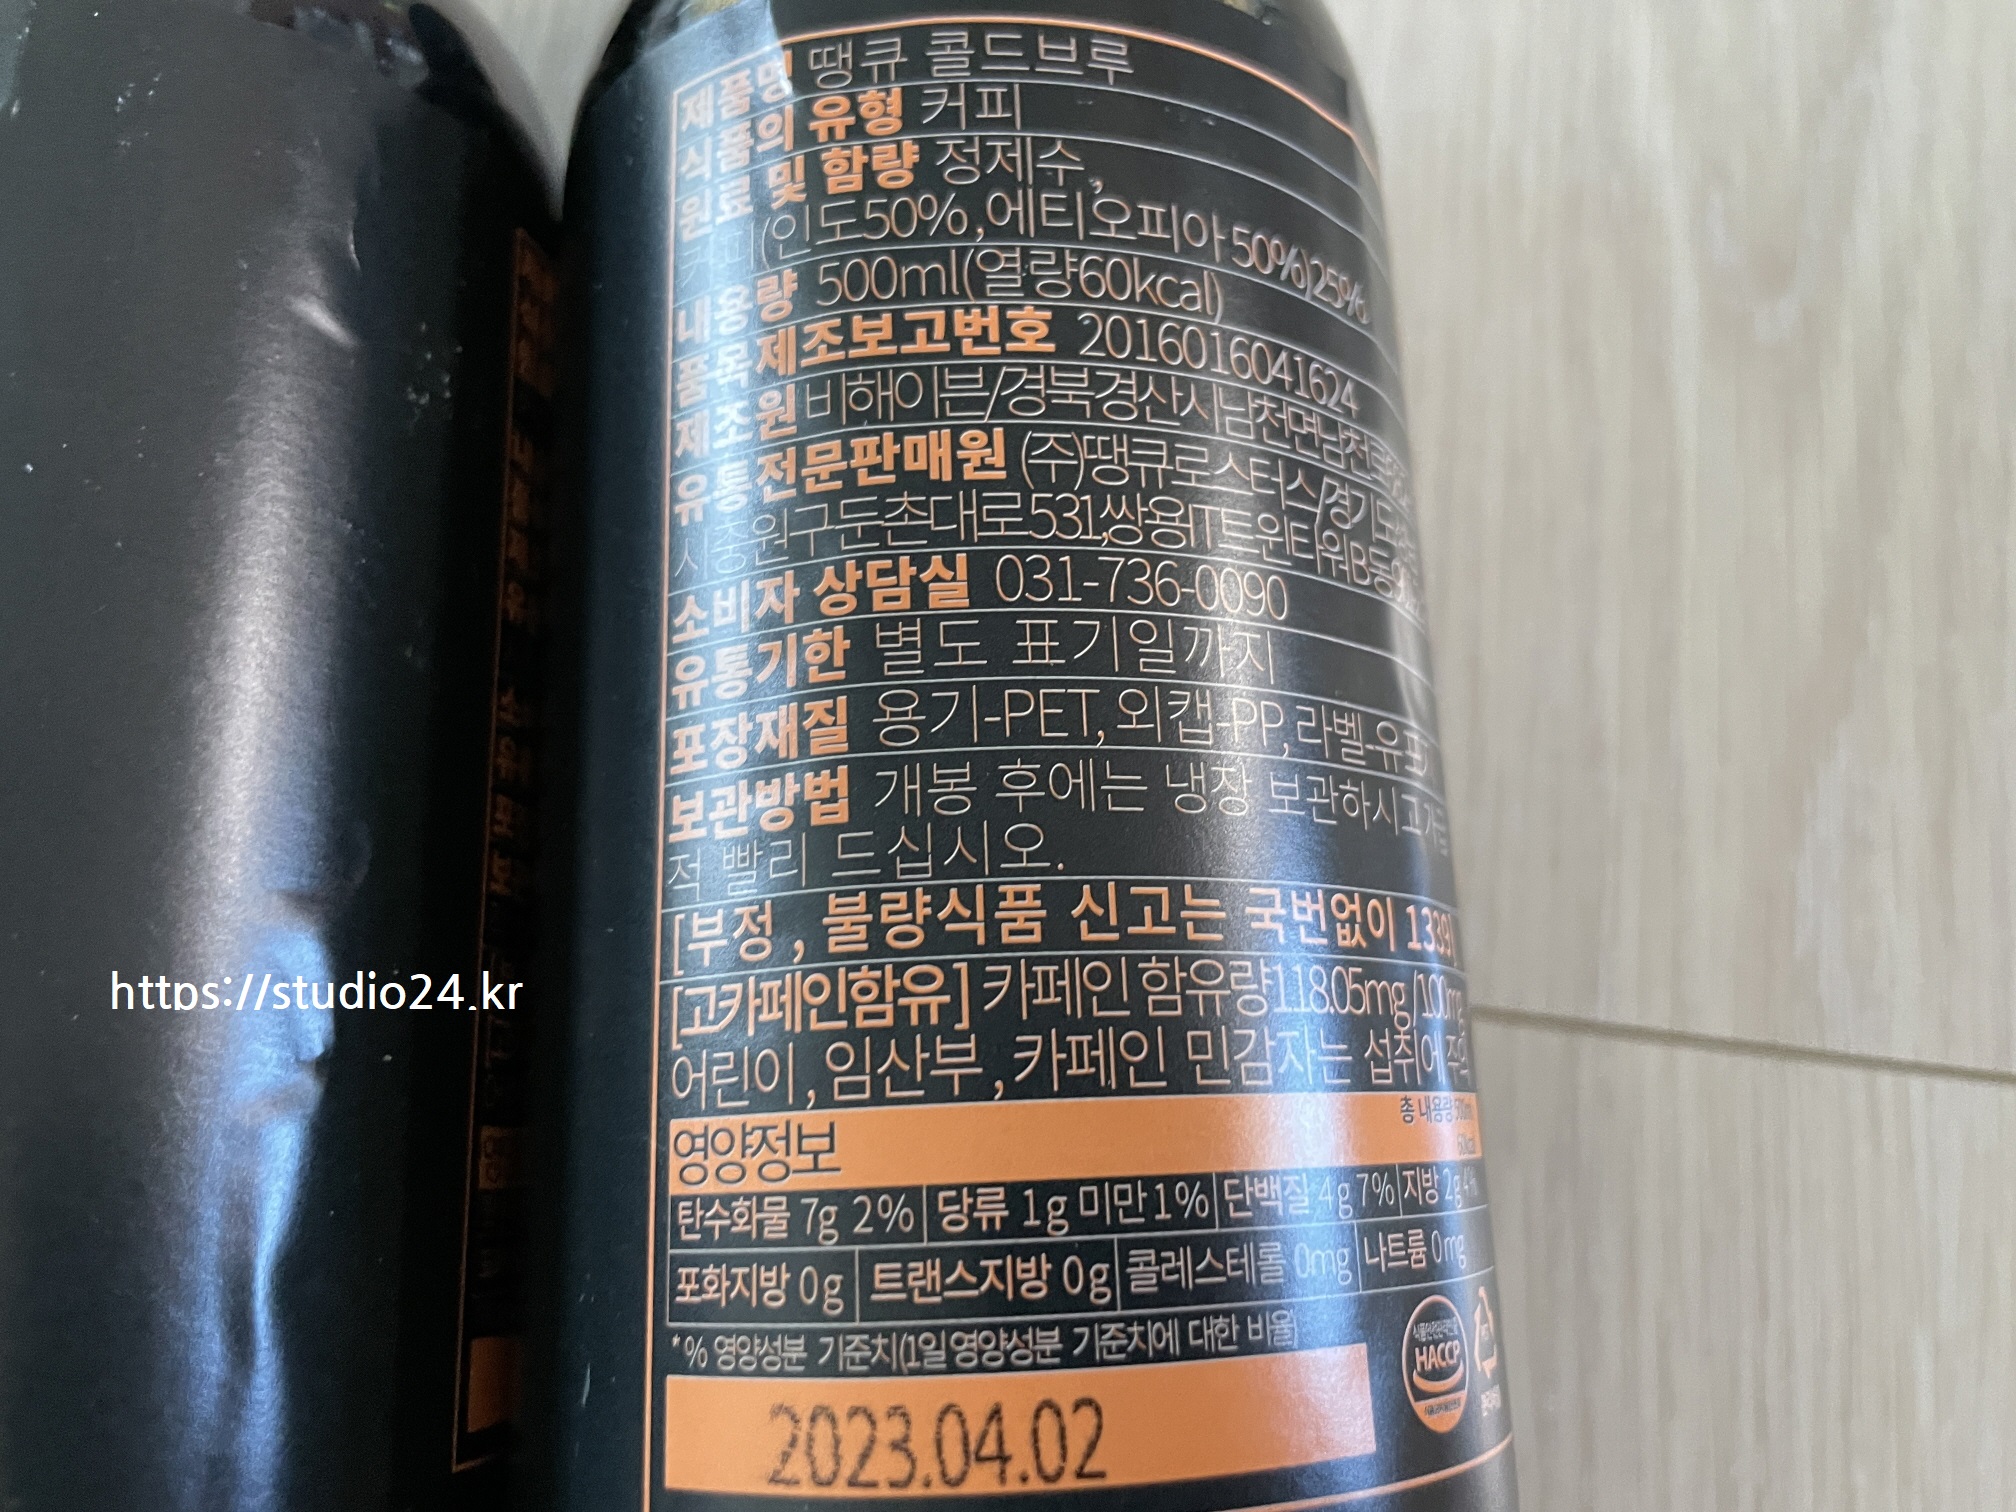 제품명 땡큐 콜드브루
식품의 유형 커피
원료 및 함량 정제수,
커피(인도50%,에티오피아 50%)25%
내용량 500ml(열량60kcal)
품목제조보고번호 2016016041624
제조원 비해이븐/경북경산시남천면남천로
유통전문판매원 (주)땡큐로스터스/경기도
시중원구둔촌대로531,쌍용IT트윈타워B동
소비자 상담실 031-736-0090
유통기한 별도 표기일까지
포장재질 용기-PET, 외캡-PP, 라벨-유포
보관방법 개봉 후에는 냉장 보관하시고가급
적 빨리 드십시오.
[부정, 불량식품 신고는 국번없이 1339]
[고카페인함유] 카페인 함유량118.05mg/100m
어린이, 임산부, 카페인 민감자는 섭취에 주의
총 내용량 500ml
영양정보 60kcal
탄수화물 7g 2% 당류 1g 미만 1% 단백질 4g 7% 지방 2g 4%
포화지방 0g 트랜스지방 0g 콜레스테롤 0mg 나트륨 0mg
*% 영양성분 기준치(1일영양성분 기준치에 대한 비율
HACCP
2023.04.02
https://studio24.kr